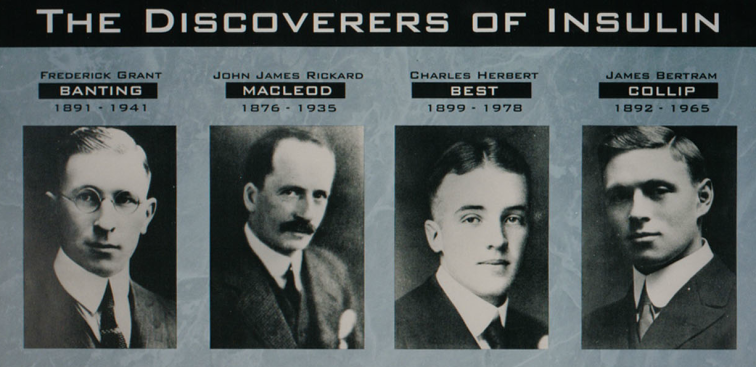 THE DISCOVERERS OF INSULIN
FREDERICK GRANT
BANTING
1891 - 1941
JOHN JAMES RICKARD
MACLEOD
1876 - 1935
CHARLES HERBERT
BEST
1899 - 1978
JAMES BERTRAM
COLLIP
1892 - 1965